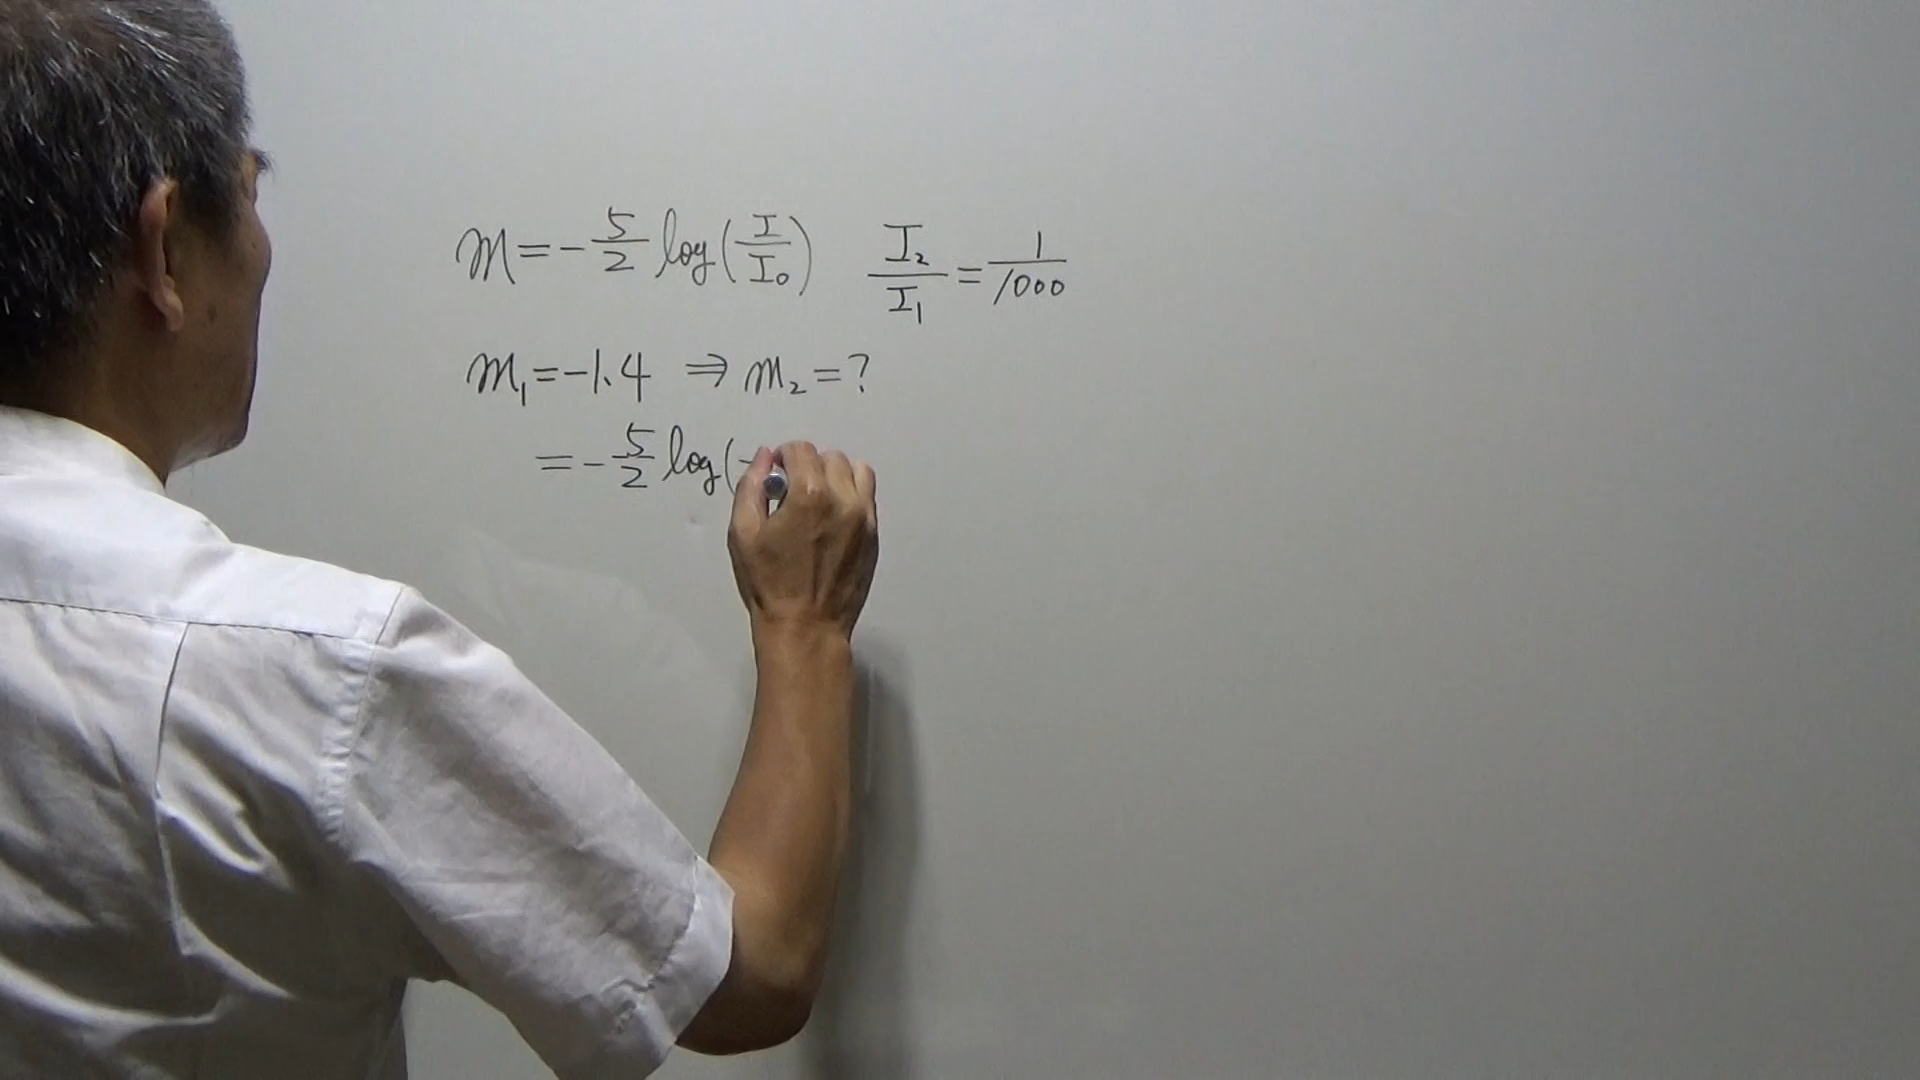 m = -5/2 log(I/I₀)  I₂/I₁ = 1/1000
m₁ = -1.4 ⇒ m₂ = ?
= -5/2 log(